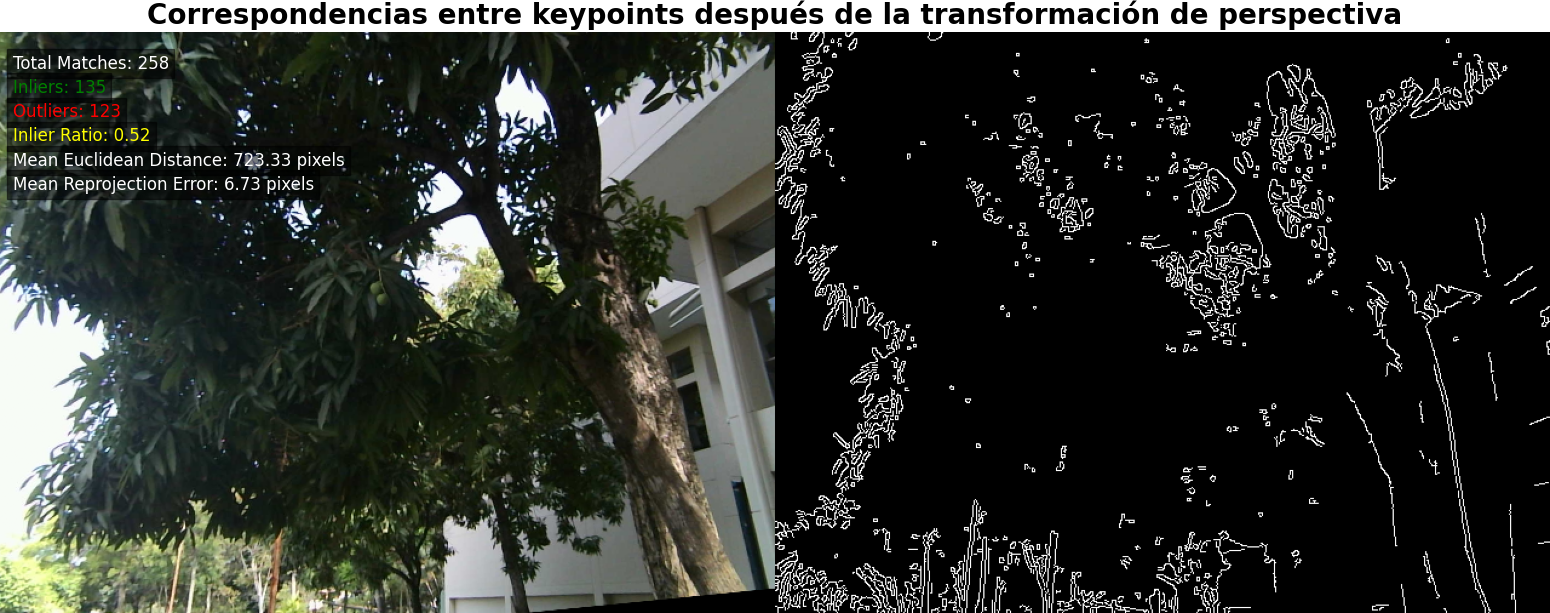 Correspondencias entre keypoints después de la transformación de perspectiva
Total Matches: 258
Inliers: 135
Outliers: 123
Inlier Ratio: 0.52
Mean Euclidean Distance: 723.33 pixels
Mean Reprojection Error: 6.73 pixels